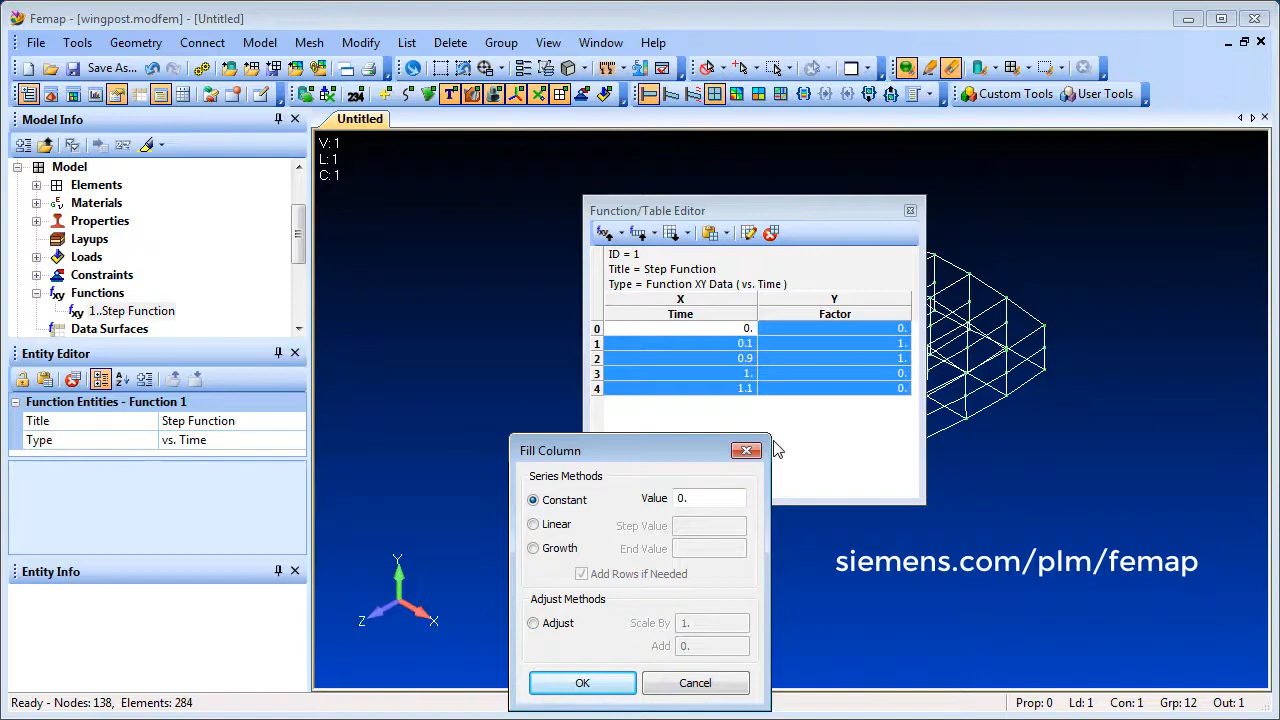 Femap - [wingpost.modfem] - [Untitled]
File Tools Geometry Connect Model Mesh Modify List Delete Group View Window Help
Save As...
234 T Custom Tools User Tools
Model Info
Untitled
V:1
L:1
C:1
Model
Elements
Materials
Properties
Layups
Loads
Constraints
Functions
1..Step Function
Data Surfaces
Entity Editor
Function Entities - Function 1
Title Step Function
Type vs. Time
Entity Info
Function/Table Editor
ID = 1
Title = Step Function
Type = Function XY Data ( vs. Time )
X Y
Time Factor
0 0. 0.
1 0.1 1.
2 0.9 1.
3 1. 0.
4 1.1 0.
Fill Column
Series Methods
Constant Value 0.
Linear Step Value
Growth End Value
Add Rows if Needed
Adjust Methods
Adjust Scale By 1.
Add 0.
OK Cancel
siemens.com/plm/femap
Y
Z X
Ready - Nodes: 138, Elements: 284 Prop: 0 Ld: 1 Con: 1 Grp: 12 Out: 1